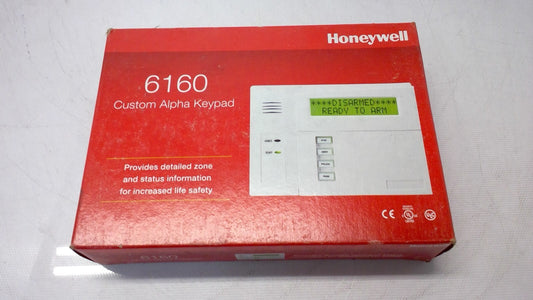 Honeywell
6160
Custom Alpha Keypad
****DISARMED****
READY TO ARM
Provides detailed zone
and status information
for increased life safety
CE
6160